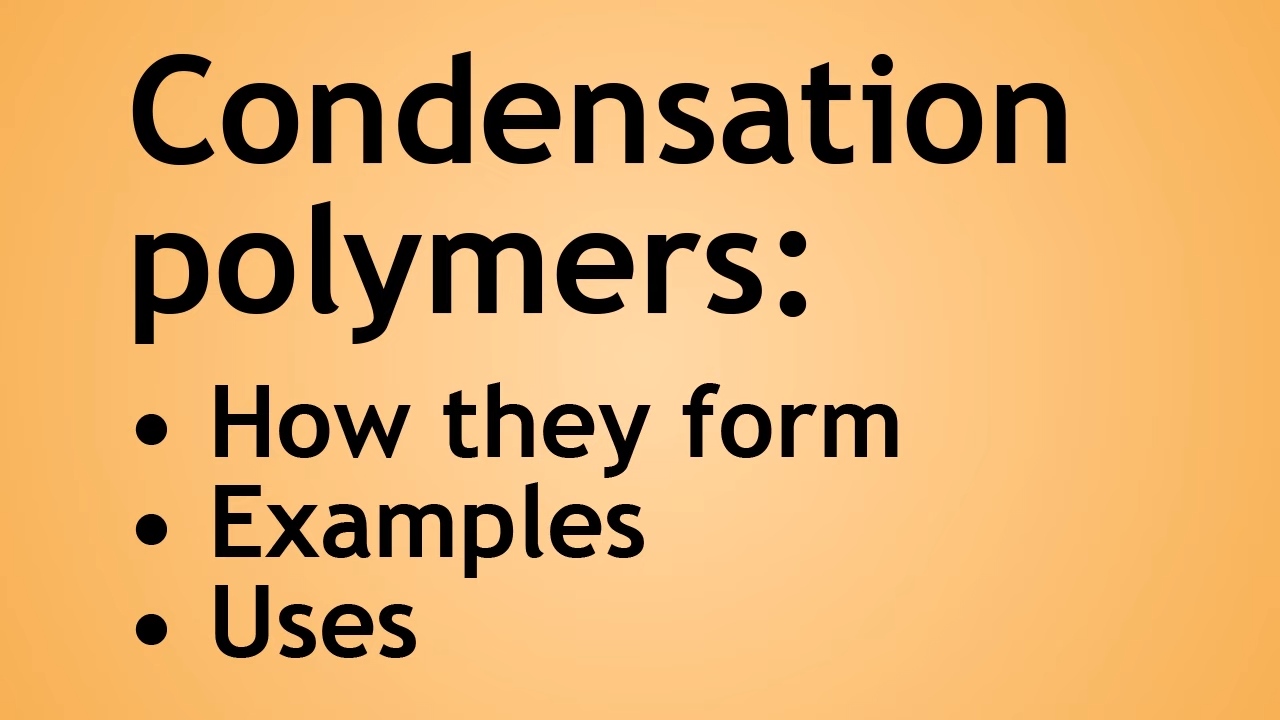 Condensation
polymers:
• How they form
• Examples
• Uses